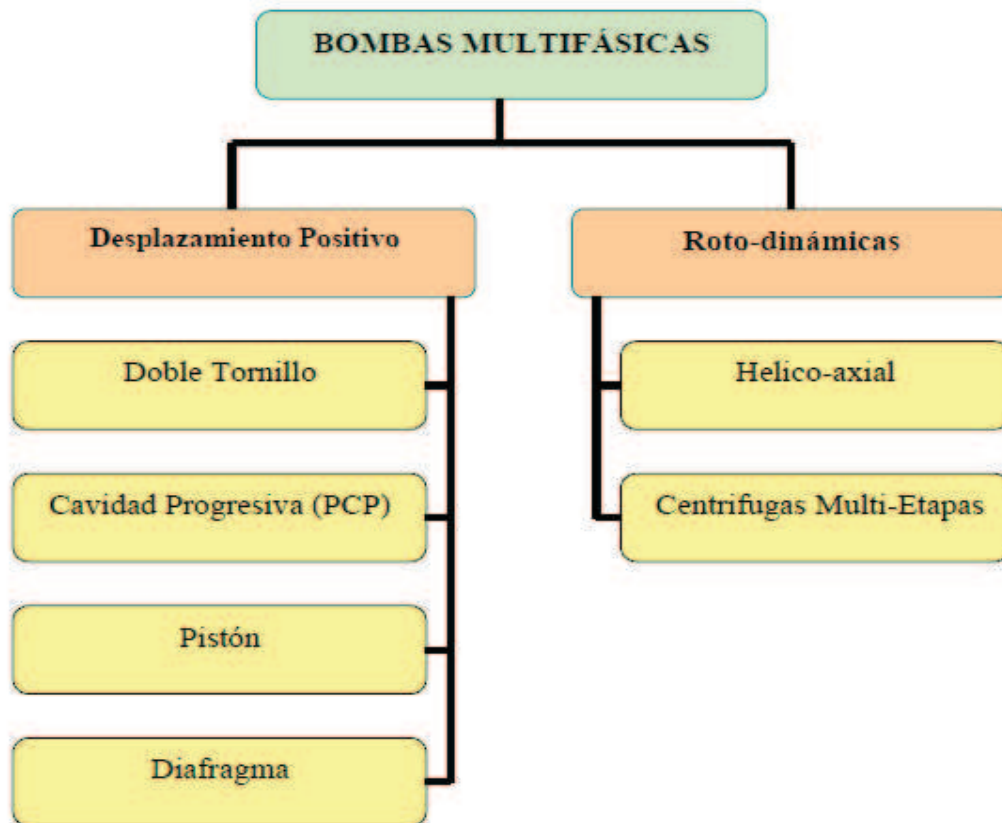 BOMBAS MULTIFÁSICAS
Desplazamiento Positivo
Roto-dinámicas
Doble Tornillo
Helico-axial
Cavidad Progresiva (PCP)
Centrifugas Multi-Etapas
Pistón
Diafragma